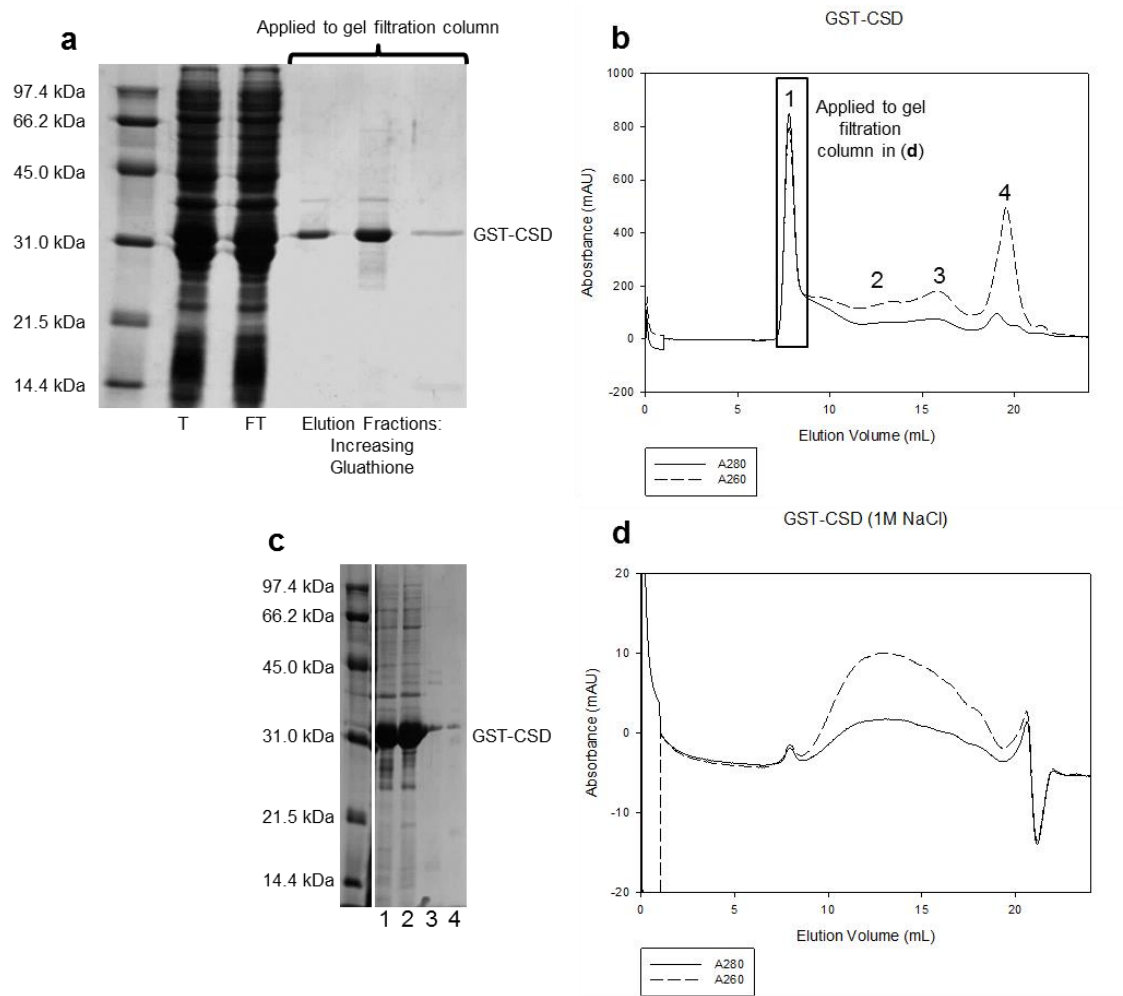 Applied to gel filtration column
a
97.4 kDa
66.2 kDa
45.0 kDa
31.0 kDa
21.5 kDa
14.4 kDa
GST-CSD
T
FT
Elution Fractions:
Increasing
Gluathione
GST-CSD
b
1000
800
600
400
200
0
-200
Abosrbance (mAU)
1
Applied to gel
filtration
column in (d)
2
3
4
0
5
10
15
20
Elution Volume (mL)
A280
A260
c
97.4 kDa
66.2 kDa
45.0 kDa
31.0 kDa
21.5 kDa
14.4 kDa
GST-CSD
1 2 3 4
GST-CSD (1M NaCl)
d
20
10
0
-10
-20
Absorbance (mAU)
0
5
10
15
20
Elution Volume (mL)
A280
A260